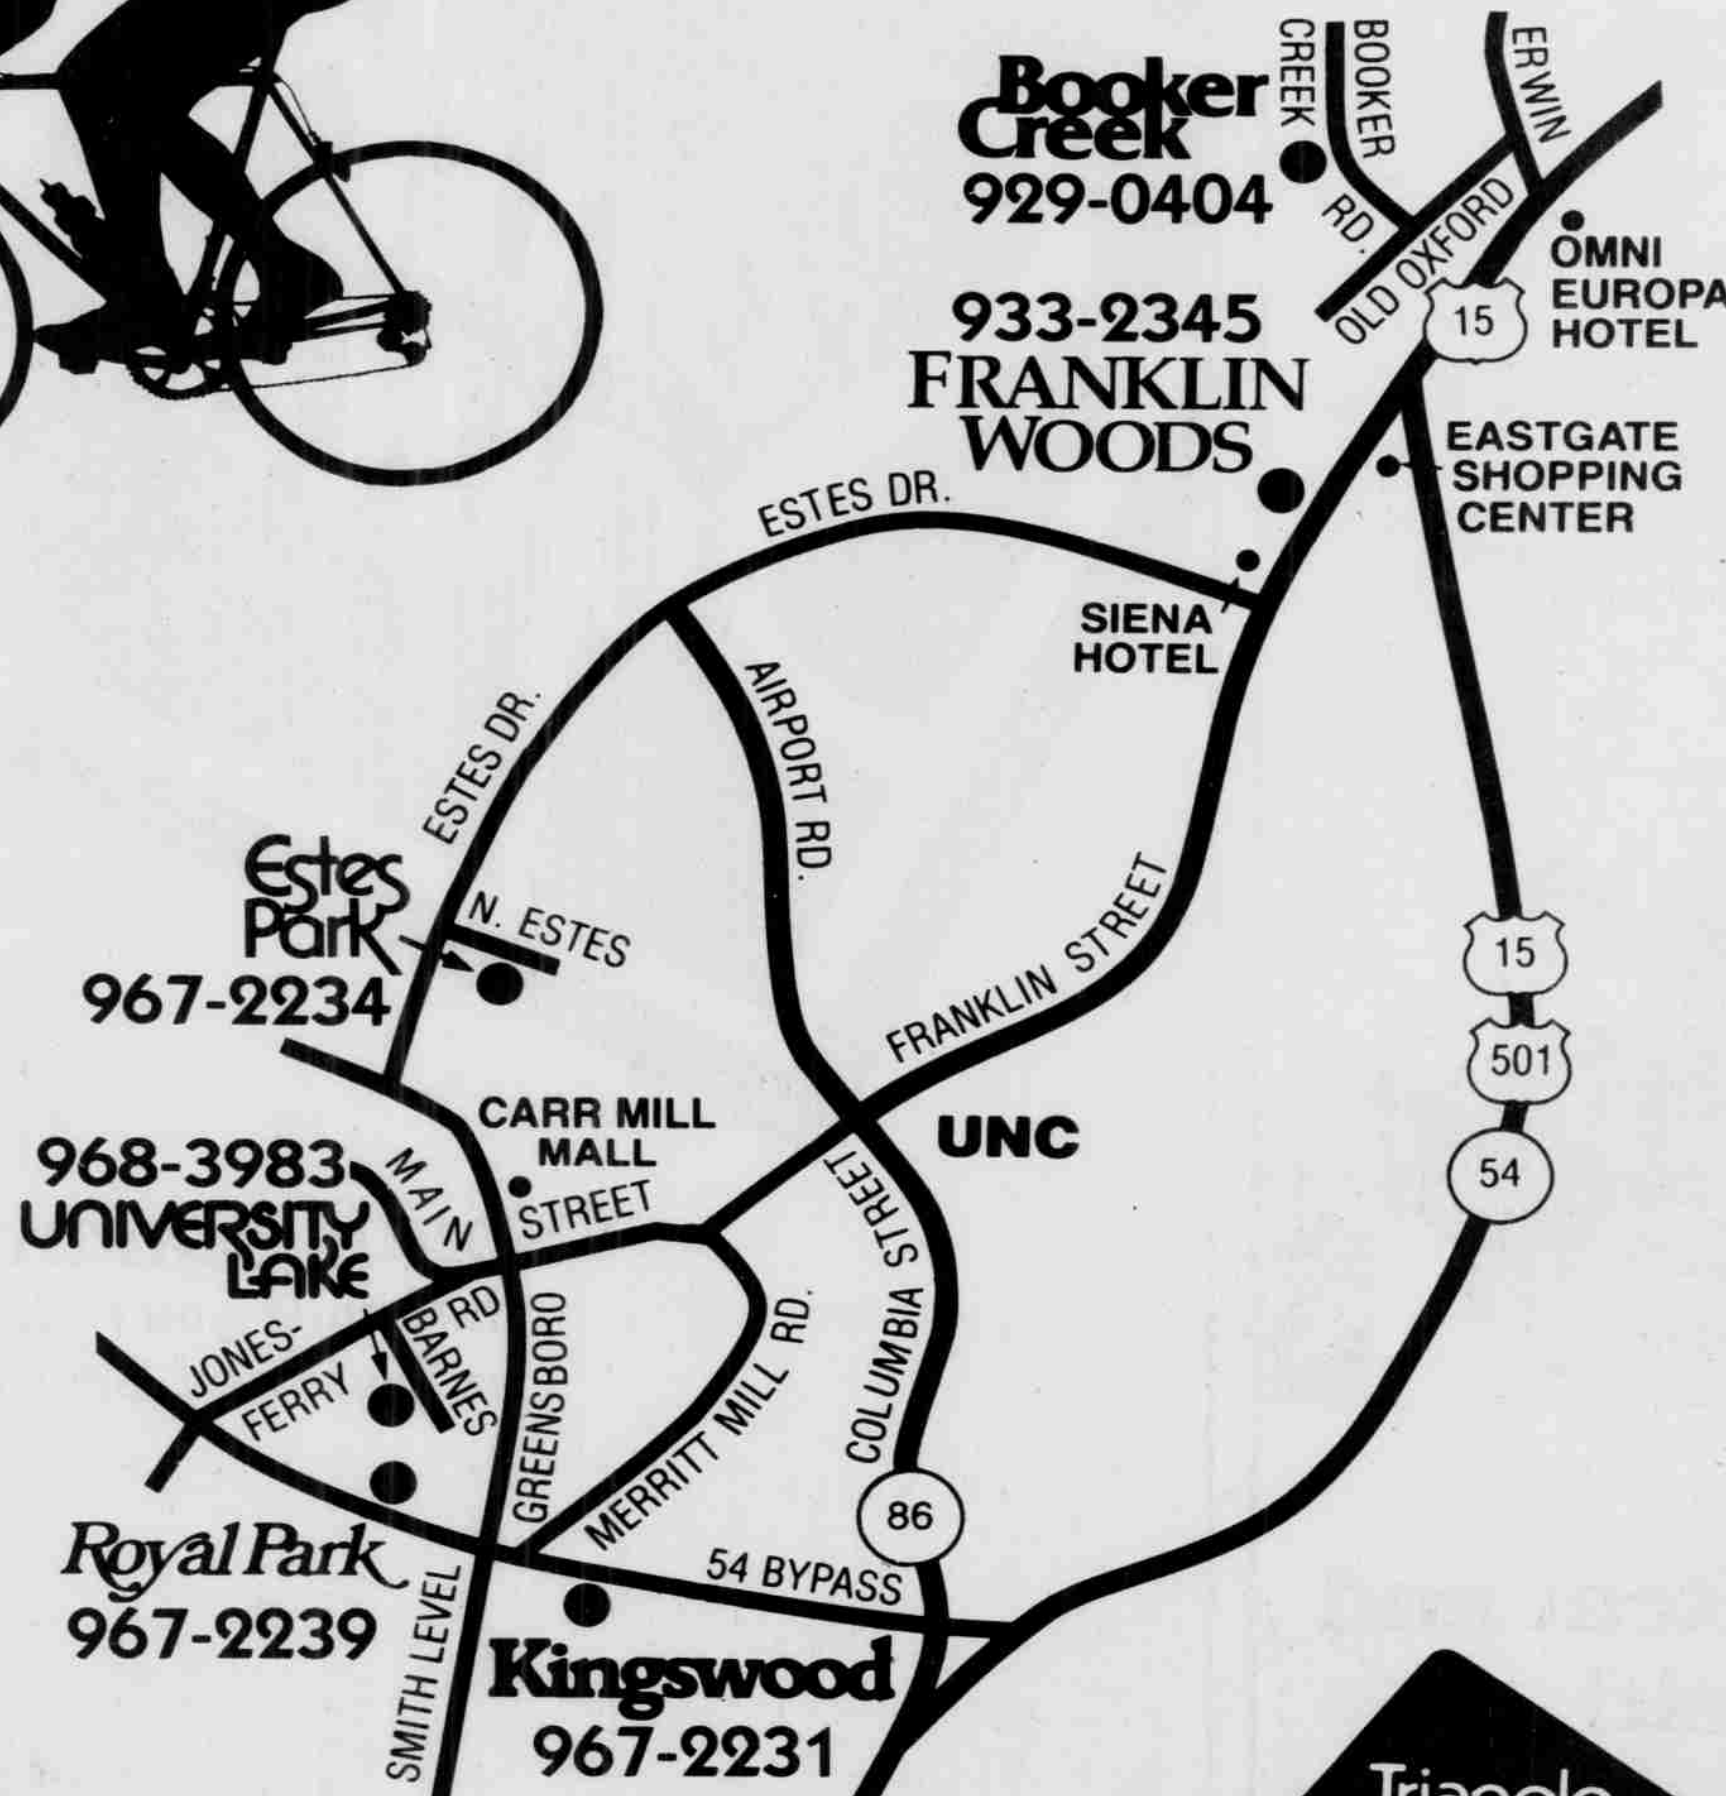 BOOKER
CREEK
RD.
ERWIN
Booker
Creek
929-0404
OLD OXFORD
OMNI
EUROPA
HOTEL
15
933-2345
FRANKLIN
WOODS
EASTGATE
SHOPPING
CENTER
ESTES DR.
SIENA
HOTEL
AIRPORT RD.
ESTES DR.
Estes
Park
967-2234
N. ESTES
FRANKLIN STREET
15
501
54
CARR MILL
MALL
UNC
968-3983
UNIVERSITY
LAKE
MAIN
STREET
COLUMBIA STREET
JONES-
FERRY
RD
BARNES
GREENSBORO
MERRITT MILL RD.
86
54 BYPASS
Royal Park
967-2239
SMITH LEVEL
Kingswood
967-2231
Triangle